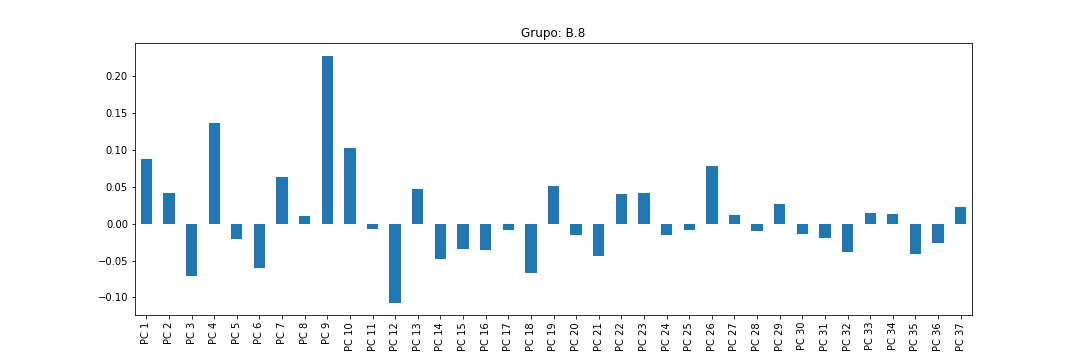 Grupo: B.8
0.20
0.15
0.10
0.05
0.00
−0.05
−0.10
PC 1
PC 2
PC 3
PC 4
PC 5
PC 6
PC 7
PC 8
PC 9
PC 10
PC 11
PC 12
PC 13
PC 14
PC 15
PC 16
PC 17
PC 18
PC 19
PC 20
PC 21
PC 22
PC 23
PC 24
PC 25
PC 26
PC 27
PC 28
PC 29
PC 30
PC 31
PC 32
PC 33
PC 34
PC 35
PC 36
PC 37